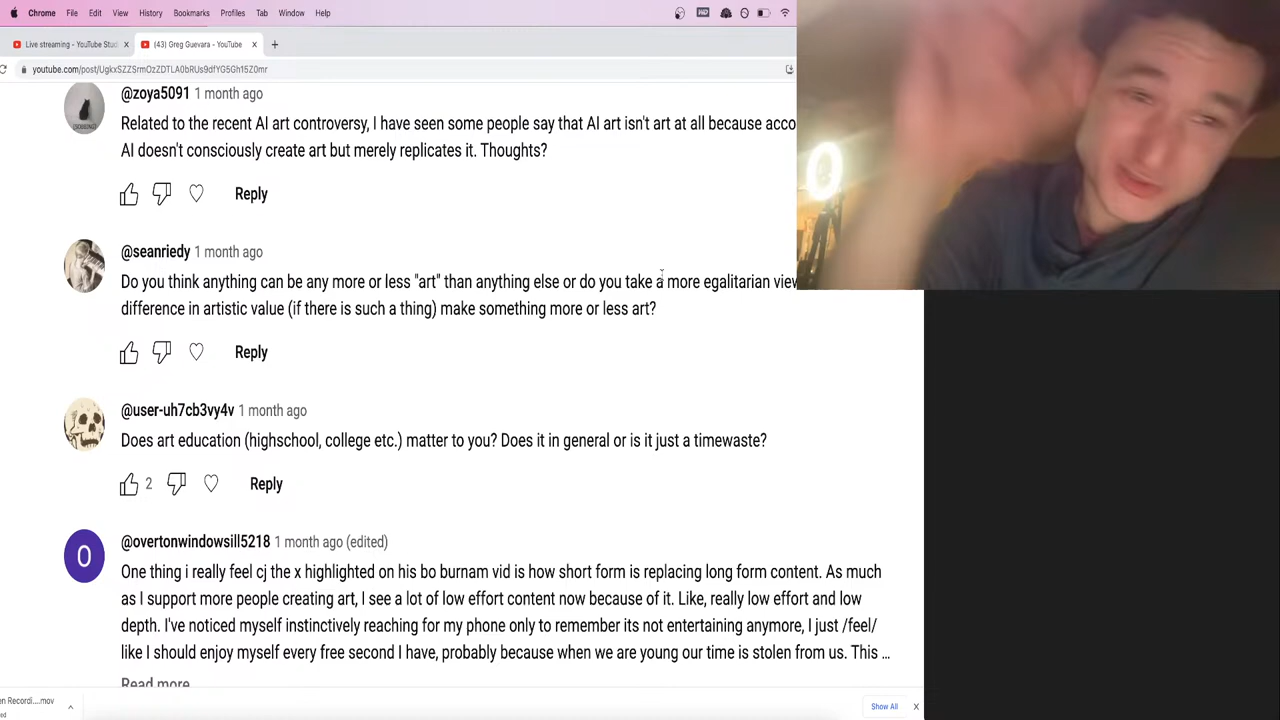 Chrome File Edit View History Bookmarks Profiles Tab Window Help
Live streaming - YouTube Stud × (43) Greg Guevara - YouTube × +
youtube.com/post/UgkxSZZSrmOzZDTLA0bRUs9dfYG5Gh15Z0mr
@zoya5091 1 month ago
Related to the recent AI art controversy, I have seen some people say that AI art isn't art at all because acco
AI doesn't consciously create art but merely replicates it. Thoughts?
Reply
@seanriedy 1 month ago
Do you think anything can be any more or less "art" than anything else or do you take a more egalitarian view
difference in artistic value (if there is such a thing) make something more or less art?
Reply
@user-uh7cb3vy4v 1 month ago
Does art education (highschool, college etc.) matter to you? Does it in general or is it just a timewaste?
2 Reply
O
@overtonwindowsill5218 1 month ago (edited)
One thing i really feel cj the x highlighted on his bo burnam vid is how short form is replacing long form content. As much
as I support more people creating art, I see a lot of low effort content now because of it. Like, really low effort and low
depth. I've noticed myself instinctively reaching for my phone only to remember its not entertaining anymore, I just /feel/
like I should enjoy myself every free second I have, probably because when we are young our time is stolen from us. This ...
Read more
en Recordi....mov
Show All ×